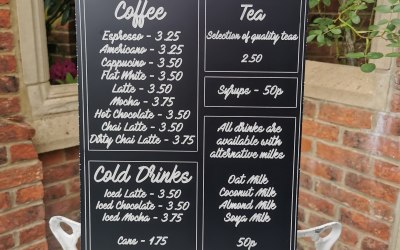 Coffee
Espresso - 3.25
Americano - 3.25
Cappucino - 3.50
Flat White - 3.50
Latte - 3.50
Mocha - 3.75
Hot Chocolate - 3.50
Chai Latte - 3.50
Dirty Chai Latte - 3.75
Cold Drinks
Iced Latte - 3.50
Iced Chocolate - 3.50
Iced Mocha - 3.75
Cans - 1.75
Tea
Selection of quality teas
2.50
Syrups - 50p
All drinks are
available with
alternative milks
Oat Milk
Coconut Milk
Almond Milk
Soya Milk
50p